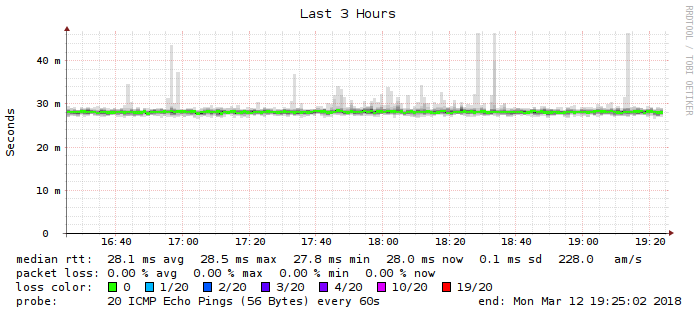 Last 3 Hours
RRDTOOL / TOBI OETIKER
Seconds
40 m
30 m
20 m
10 m
0
16:40 17:00 17:20 17:40 18:00 18:20 18:40 19:00 19:20
median rtt: 28.1 ms avg 28.5 ms max 27.8 ms min 28.0 ms now 0.1 ms sd 228.0 am/s
packet loss: 0.00 % avg 0.00 % max 0.00 % min 0.00 % now
loss color: 0 1/20 2/20 3/20 4/20 10/20 19/20
probe: 20 ICMP Echo Pings (56 Bytes) every 60s end: Mon Mar 12 19:25:02 2018